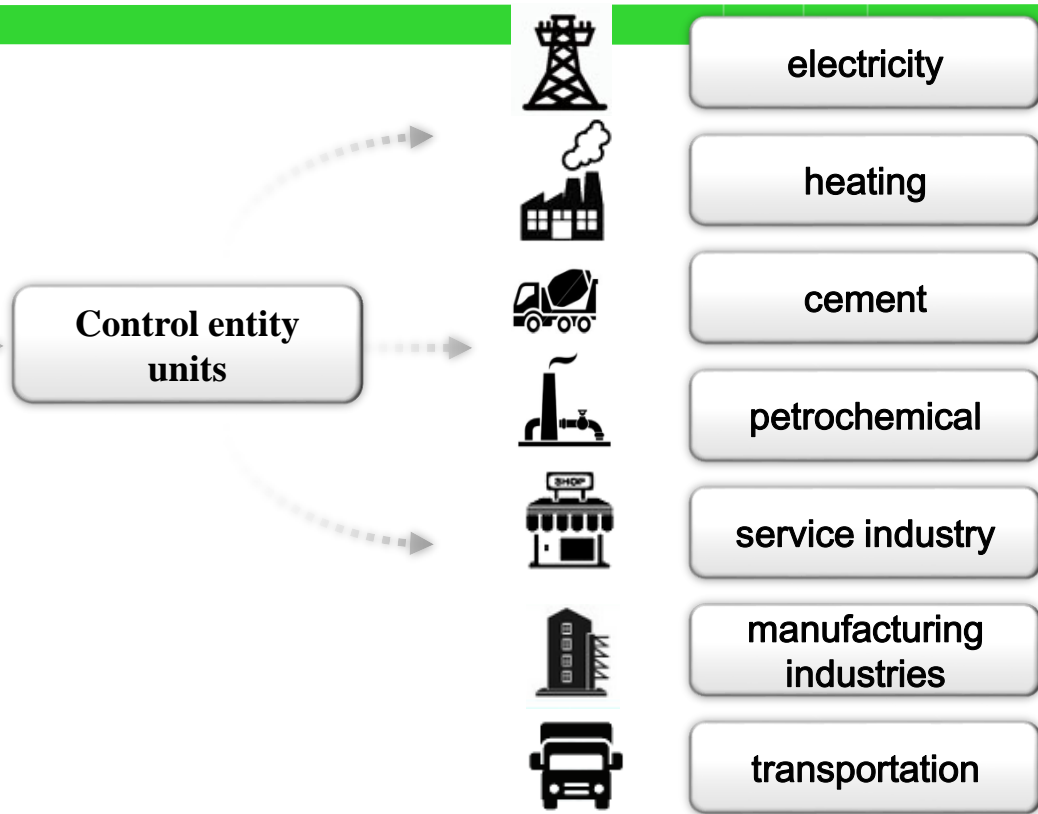 electricity
heating
Control entity
units
cement
petrochemical
SHOP
service industry
manufacturing
industries
transportation